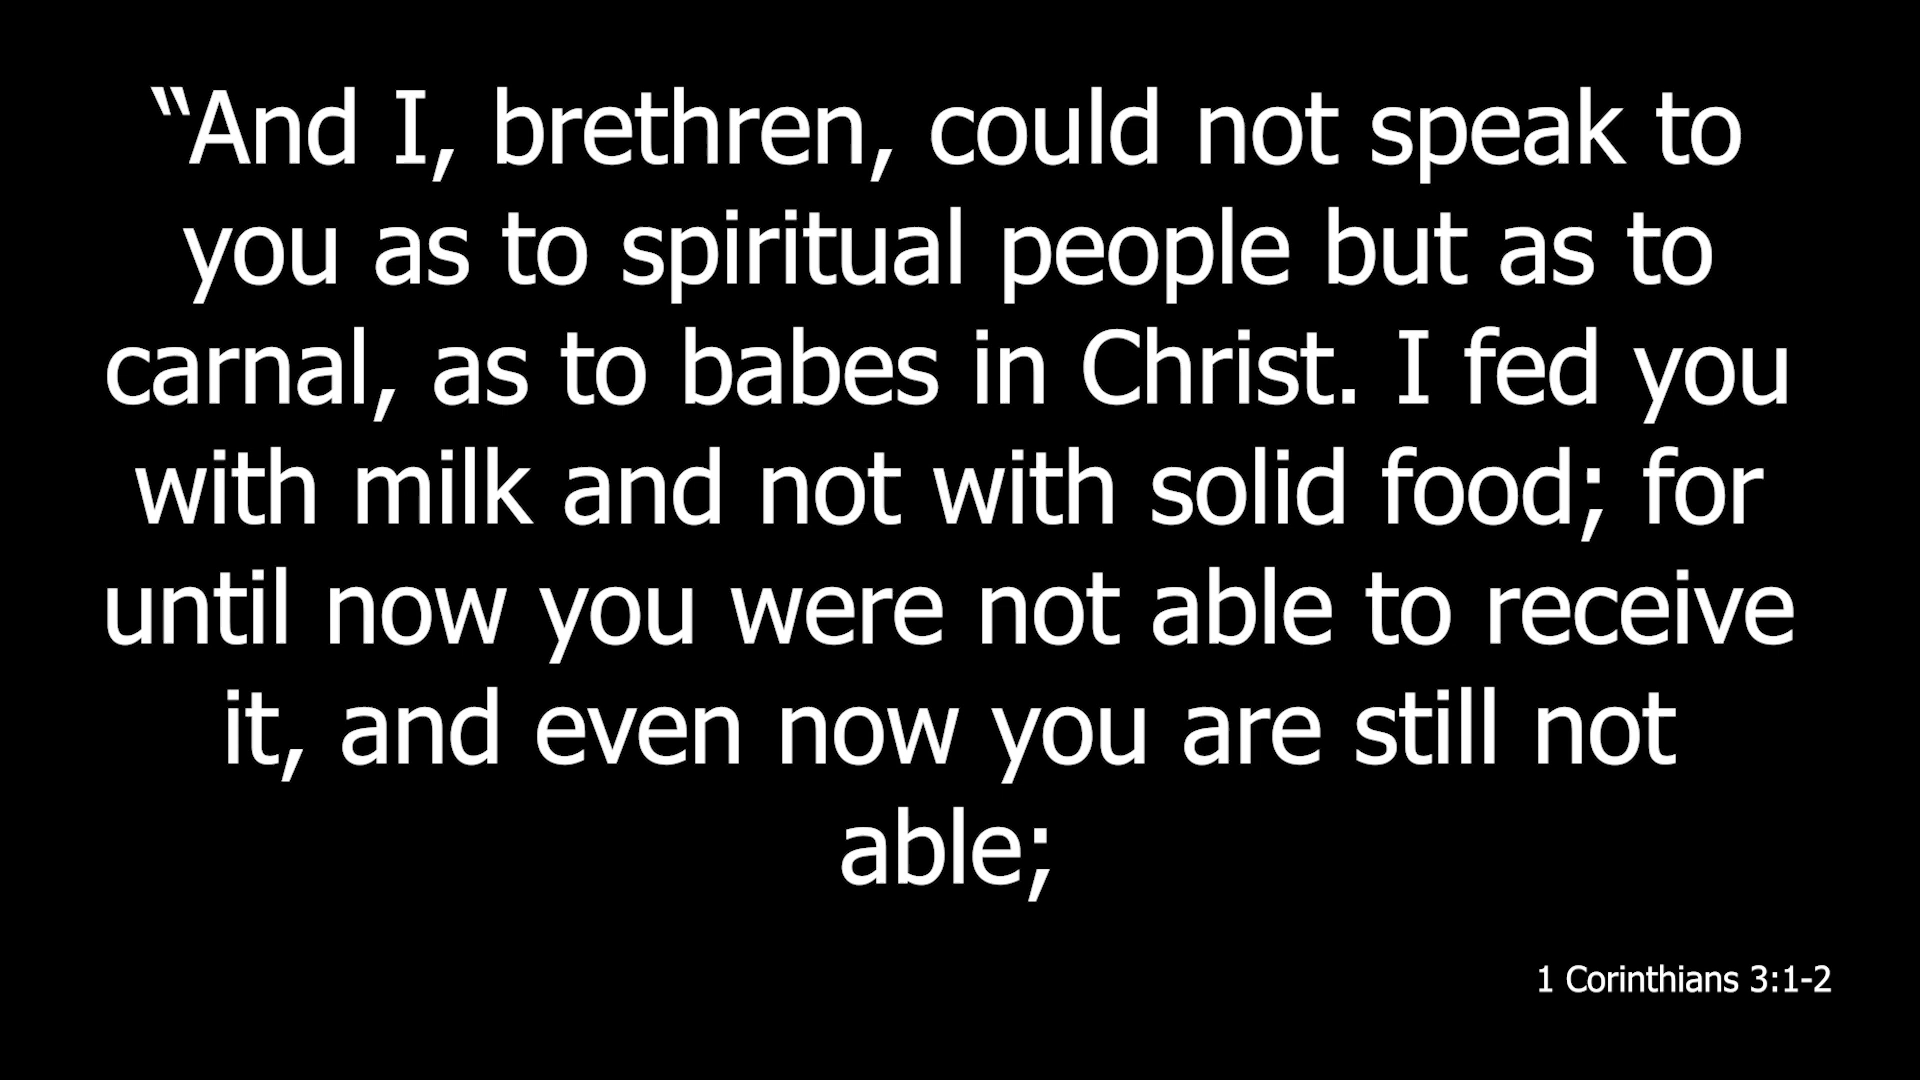 “And I, brethren, could not speak to
you as to spiritual people but as to
carnal, as to babes in Christ. I fed you
with milk and not with solid food; for
until now you were not able to receive
it, and even now you are still not
able;
1 Corinthians 3:1-2